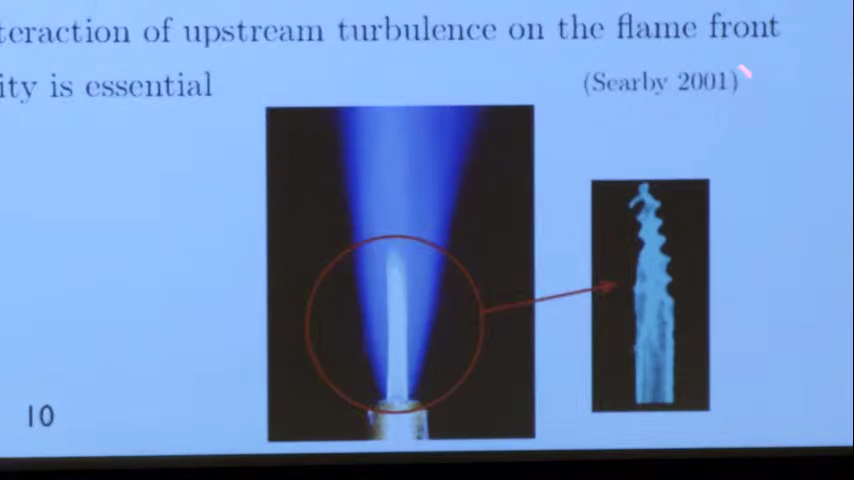 teraction of upstream turbulence on the flame front
ity is essential
(Searby 2001)
10